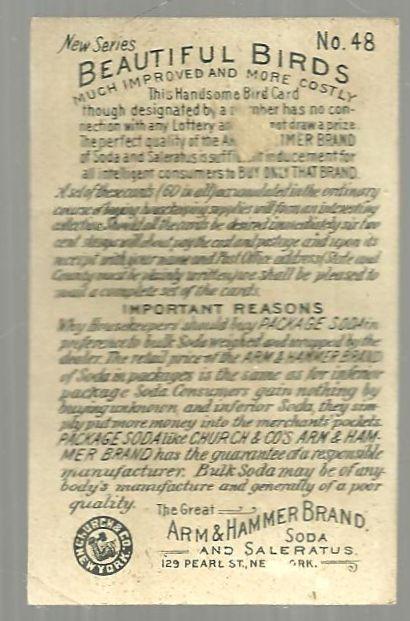 New Series
No. 48
BEAUTIFUL BIRDS
MUCH IMPROVED AND MORE COSTLY
This Handsome Bird Card
though designated by a number has no con-
nection with any Lottery and not draw a prize.
The perfect quality of the MER BRAND
of Soda and Saleratus is sufficient inducement for
all intelligent consumers to BUY ONLY THAT BRAND.
A set of these cards (60 in all) accumulated in the ordinary
course of buying housekeeping supplies will form an interesting
collection. Should all the cards be desired immediately six two
cent stamps will about pay the card and postage and upon its
receipt with your name and Post Office address (State and
County must be plainly written) we shall be pleased to
mail a complete set of the cards.
IMPORTANT REASONS
Why Housekeepers should buy PACKAGE SODA in
preference to bulk Soda weighed and wrapped by the
dealer. The retail price of the ARM & HAMMER BRAND
of Soda in packages is the same as for inferior
package Soda. Consumers gain nothing by
buying unknown, and inferior Soda, they sim-
ply put more money into the merchants' pockets.
PACKAGE SODA like CHURCH & CO'S ARM & HAM-
MER BRAND has the guarantee of a responsible
manufacturer. Bulk Soda may be of any-
body's manufacture and generally of a poor
quality.
The Great
ARM & HAMMER BRAND.
SODA
AND SALERATUS.
129 PEARL ST., NE ORK.
CHURCH & CO.
NEW YORK.